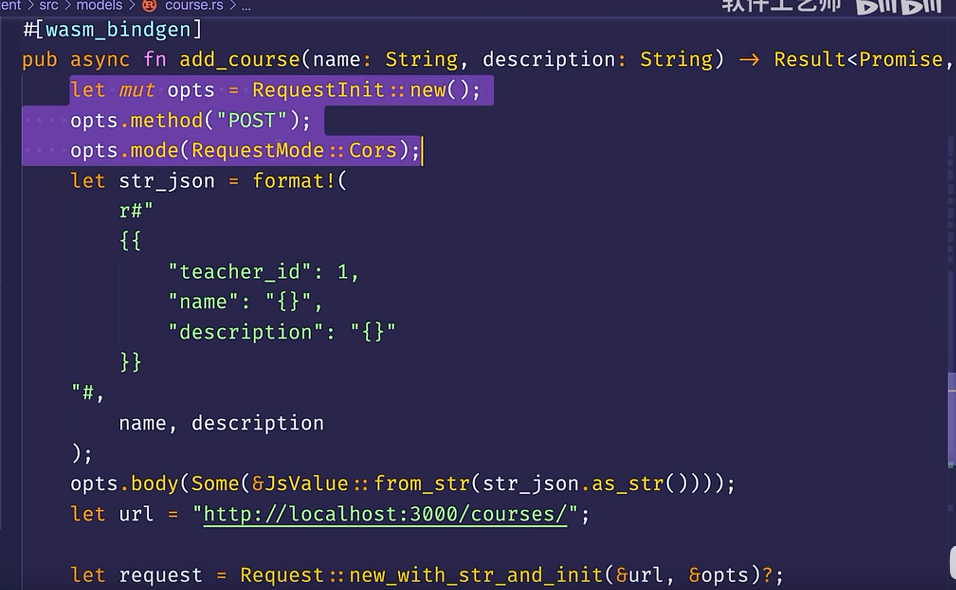 ent > src > models > course.rs > ...
软件工艺师 bilibili
#[wasm_bindgen]
pub async fn add_course(name: String, description: String) -> Result<Promise,
    let mut opts = RequestInit::new();
    opts.method("POST");
    opts.mode(RequestMode::Cors);
    let str_json = format!(
        r#"
        {{
            "teacher_id": 1,
            "name": "{}",
            "description": "{}"
        }}
    "#,
        name, description
    );
    opts.body(Some(&JsValue::from_str(str_json.as_str())));
    let url = "http://localhost:3000/courses/";
    let request = Request::new_with_str_and_init(&url, &opts)?;